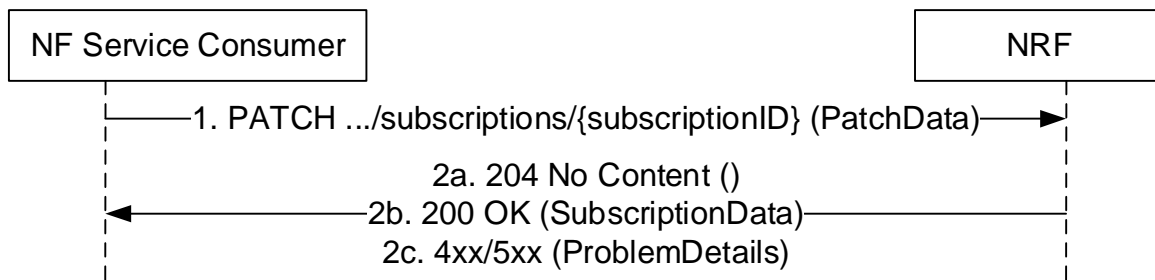 NF Service Consumer
NRF
1. PATCH .../subscriptions/{subscriptionID} (PatchData)
2a. 204 No Content ()
2b. 200 OK (SubscriptionData)
2c. 4xx/5xx (ProblemDetails)